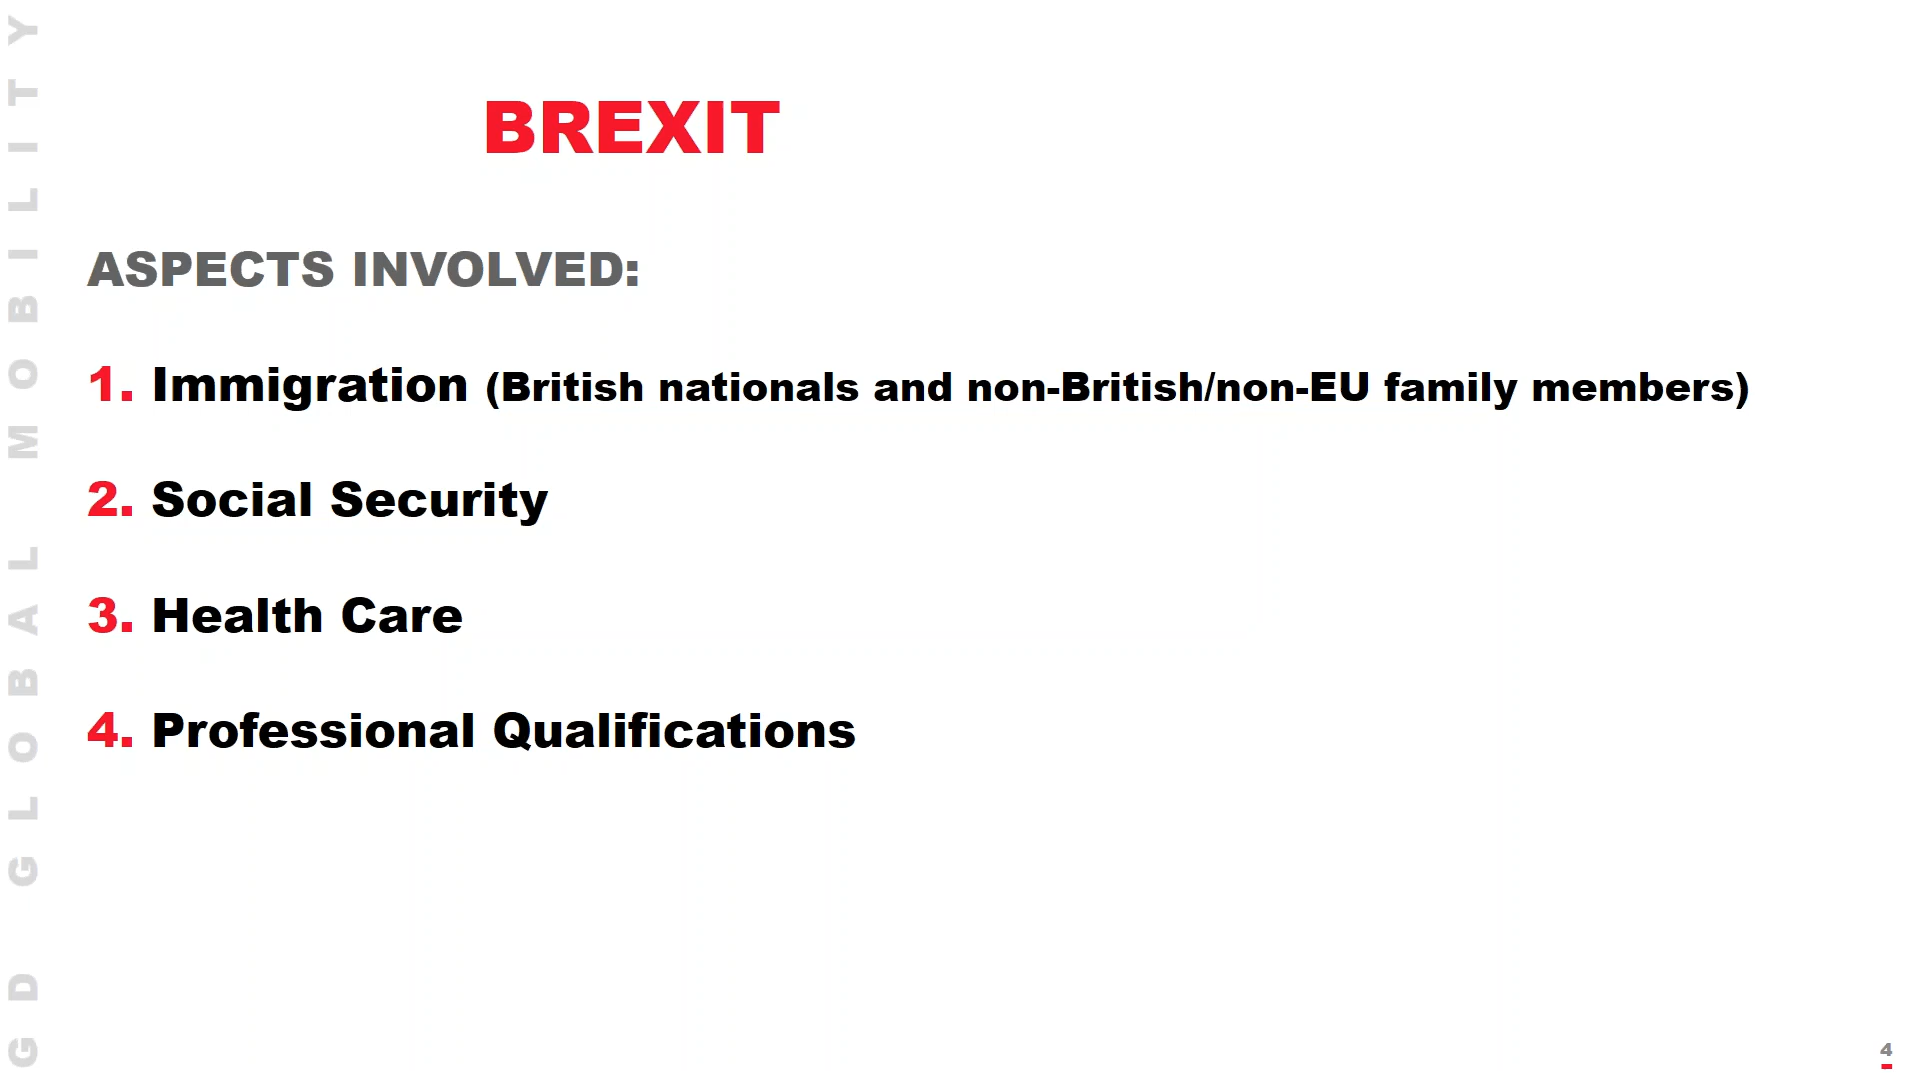 BREXIT
ASPECTS INVOLVED:
1. Immigration (British nationals and non-British/non-EU family members)
2. Social Security
3. Health Care
4. Professional Qualifications
GD GLOBAL MOBILITY
4